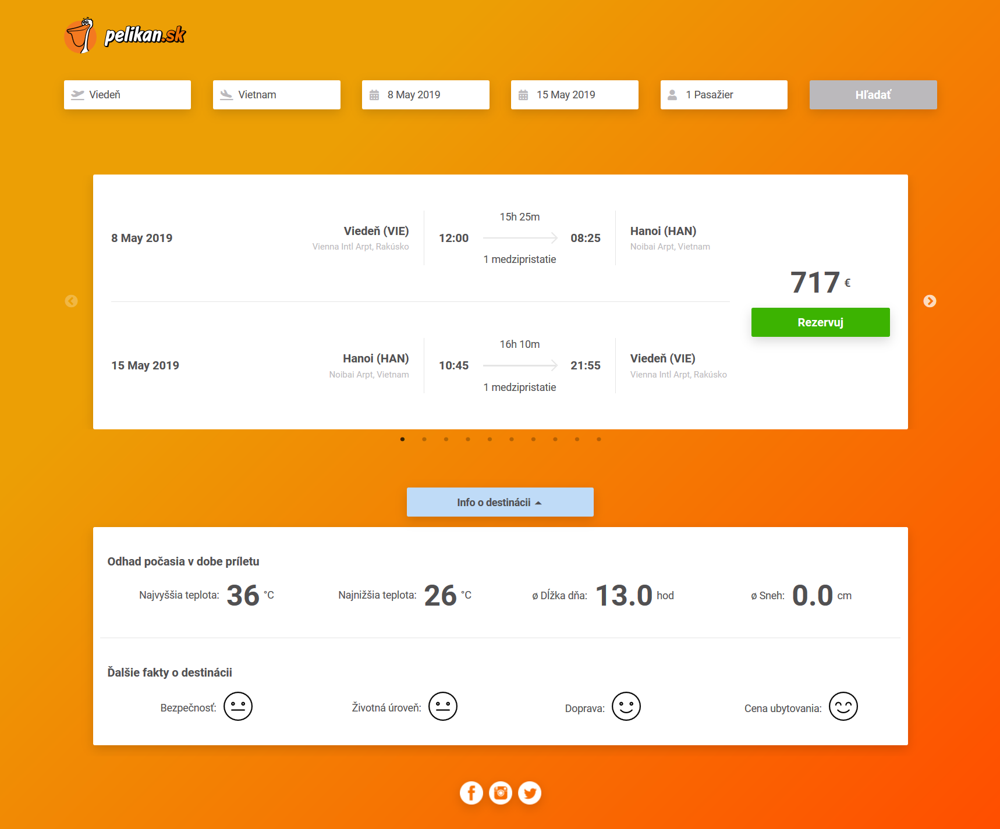 pelikan.sk
Viedeň
Vietnam
8 May 2019
15 May 2019
1 Pasažier
Hľadať
8 May 2019
Viedeň (VIE)
Vienna Intl Arpt, Rakúsko
12:00
15h 25m
1 medzipristatie
08:25
Hanoi (HAN)
Noibai Arpt, Vietnam
717 €
Rezervuj
15 May 2019
Hanoi (HAN)
Noibai Arpt, Vietnam
10:45
16h 10m
1 medzipristatie
21:55
Viedeň (VIE)
Vienna Intl Arpt, Rakúsko
Info o destinácii
Odhad počasia v dobe príletu
Najvyššia teplota: 36 °C
Najnižšia teplota: 26 °C
ø Dĺžka dňa: 13.0 hod
ø Sneh: 0.0 cm
Ďalšie fakty o destinácii
Bezpečnosť:
Životná úroveň:
Doprava:
Cena ubytovania: